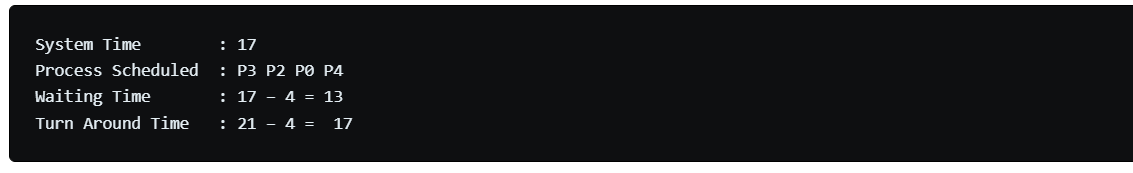 System Time : 17
Process Scheduled : P3 P2 P0 P4
Waiting Time : 17 – 4 = 13
Turn Around Time : 21 – 4 = 17